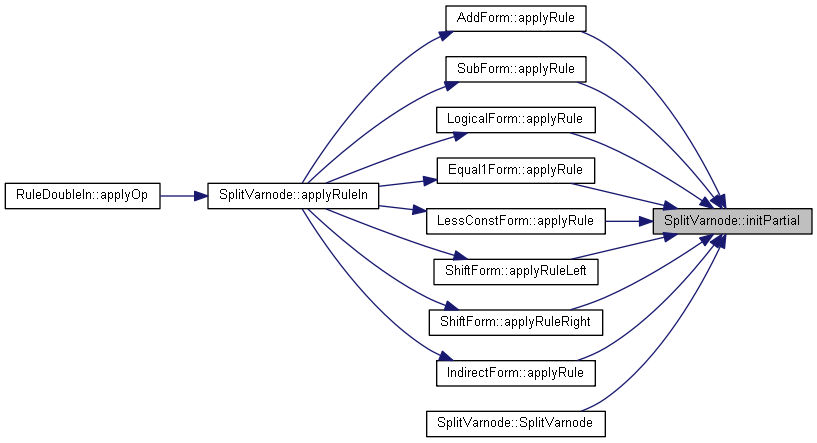 AddForm::applyRule
SubForm::applyRule
LogicalForm::applyRule
Equal1Form::applyRule
RuleDoubleIn::applyOp
SplitVarnode::applyRuleIn
LessConstForm::applyRule
SplitVarnode::initPartial
ShiftForm::applyRuleLeft
ShiftForm::applyRuleRight
IndirectForm::applyRule
SplitVarnode::SplitVarnode